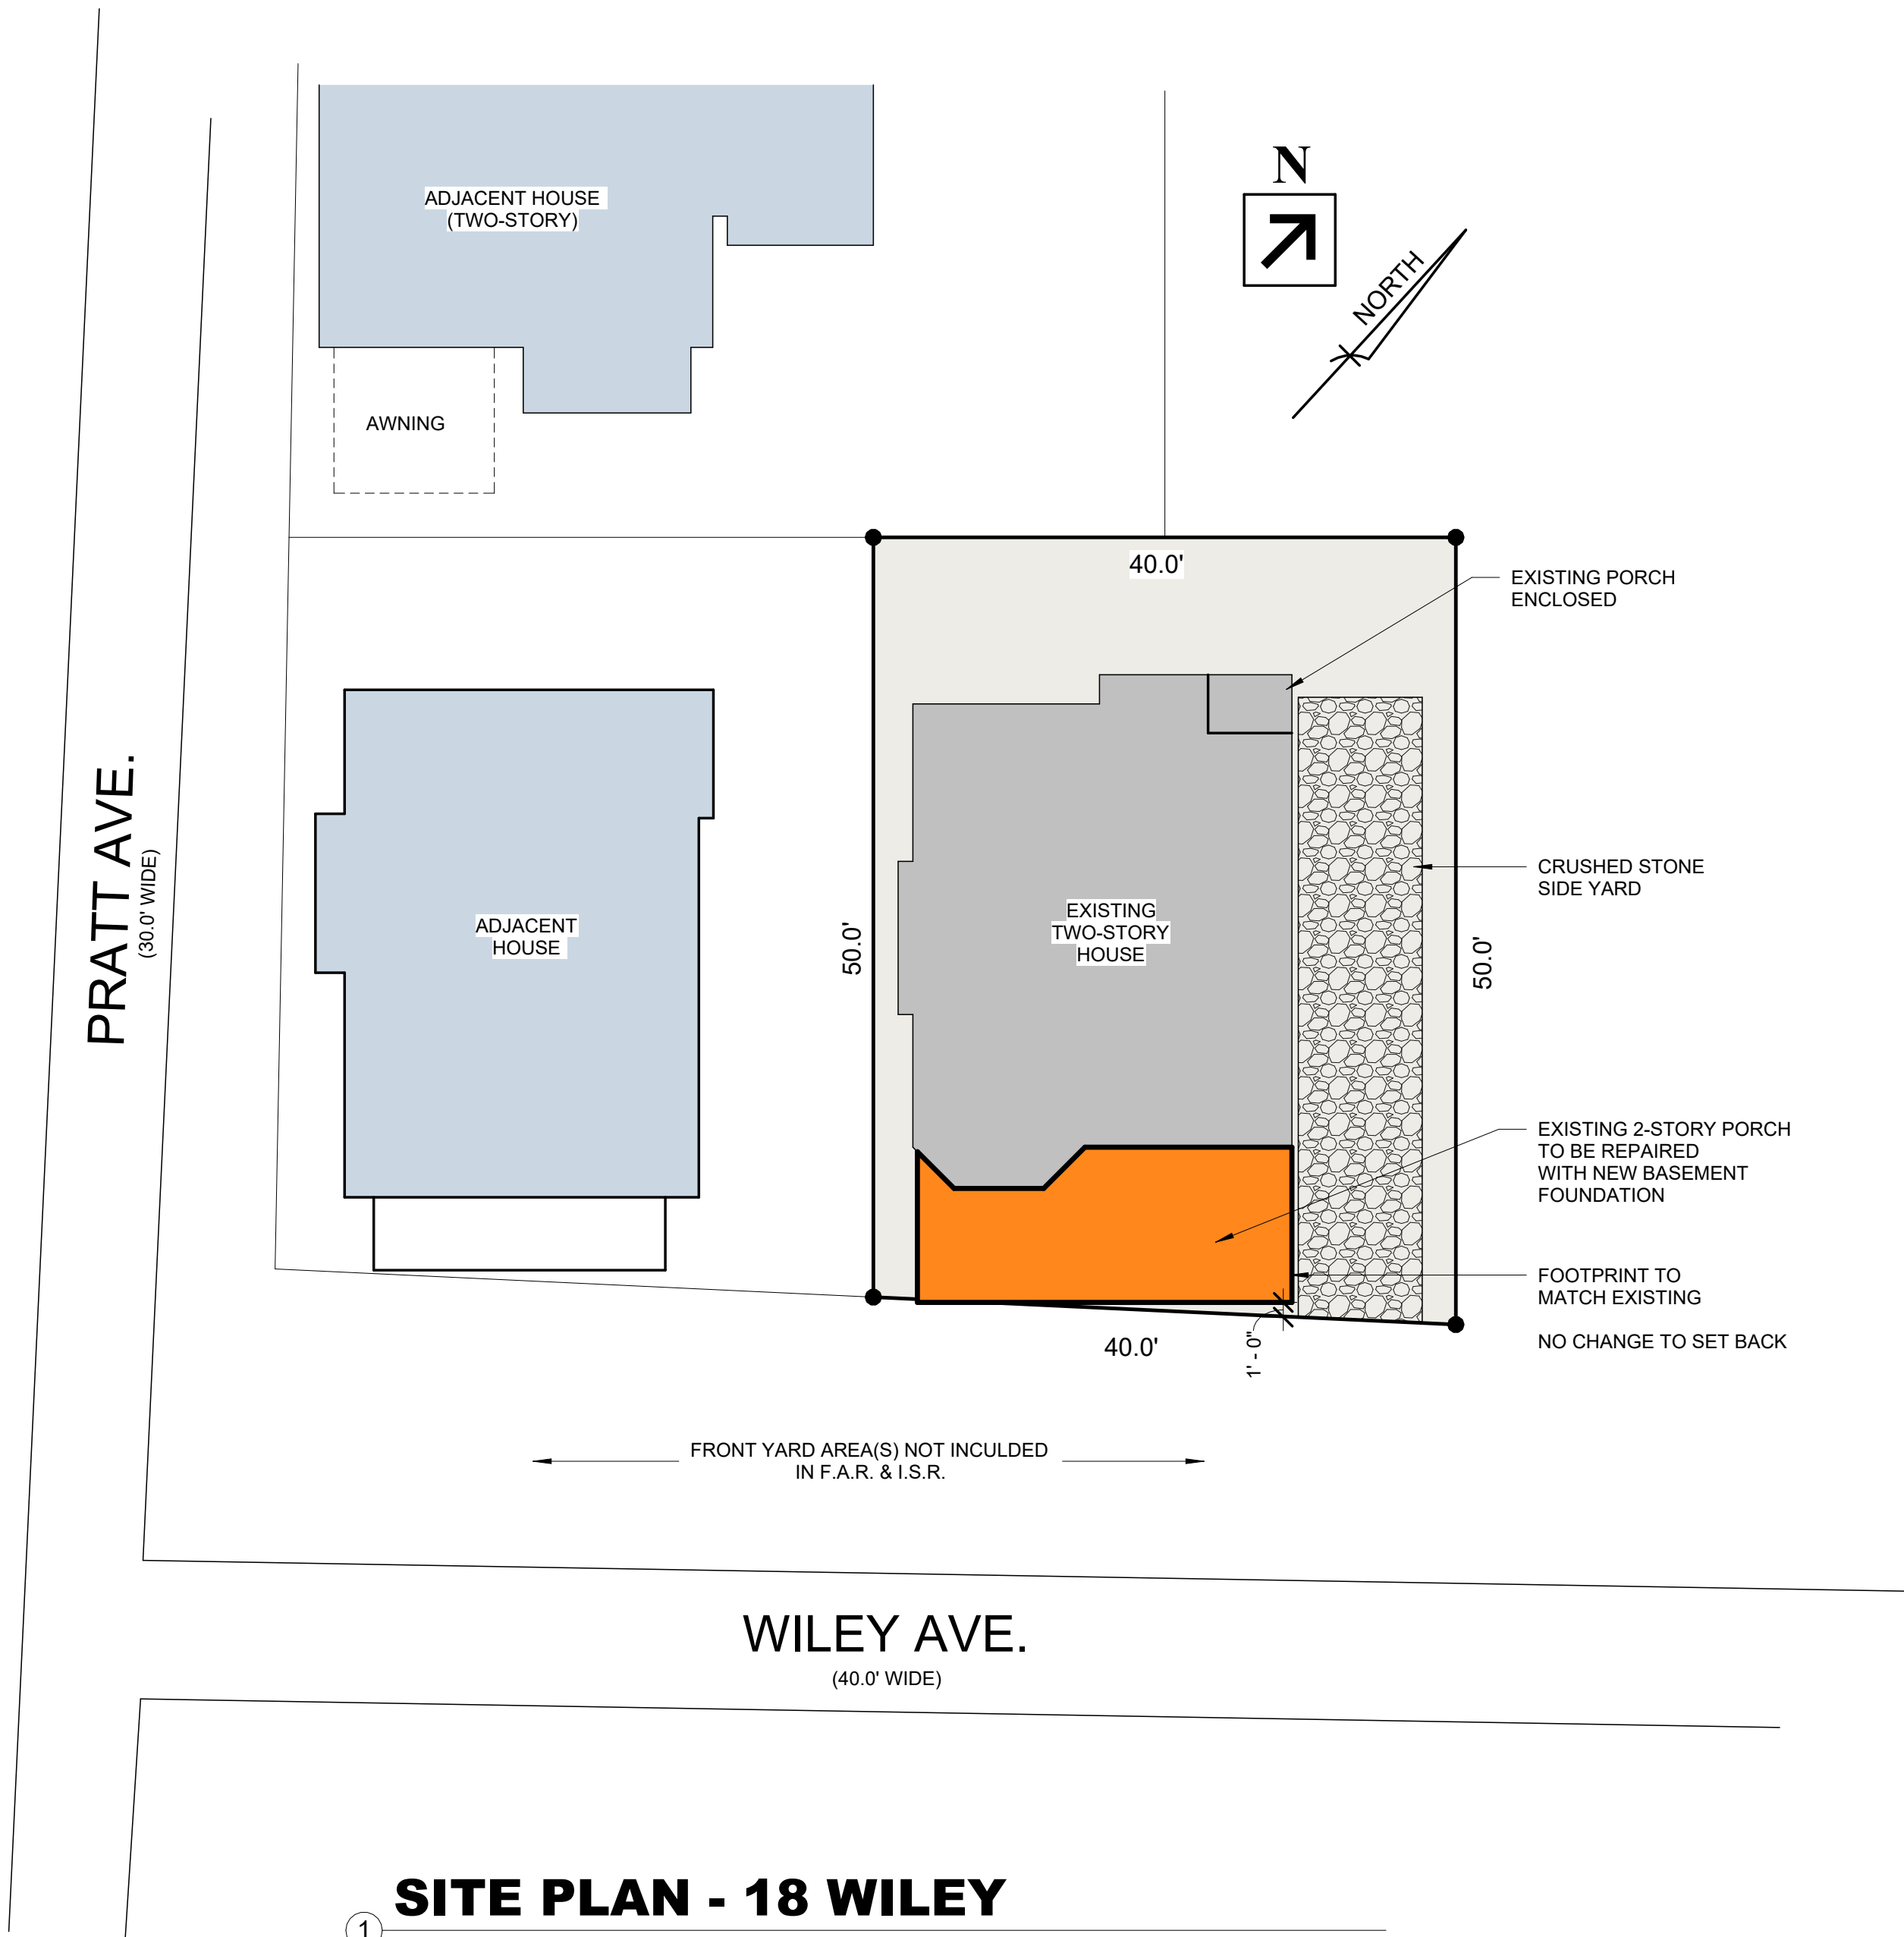 N
NORTH
ADJACENT HOUSE
(TWO-STORY)
AWNING
40.0'
EXISTING PORCH
ENCLOSED
PRATT AVE.
(30.0' WIDE)
ADJACENT
HOUSE
50.0'
EXISTING
TWO-STORY
HOUSE
50.0'
CRUSHED STONE
SIDE YARD
EXISTING 2-STORY PORCH
TO BE REPAIRED
WITH NEW BASEMENT
FOUNDATION
FOOTPRINT TO
MATCH EXISTING
NO CHANGE TO SET BACK
40.0'
1' - 0"
FRONT YARD AREA(S) NOT INCULDED
IN F.A.R. & I.S.R.
WILEY AVE.
(40.0' WIDE)
SITE PLAN - 18 WILEY
1